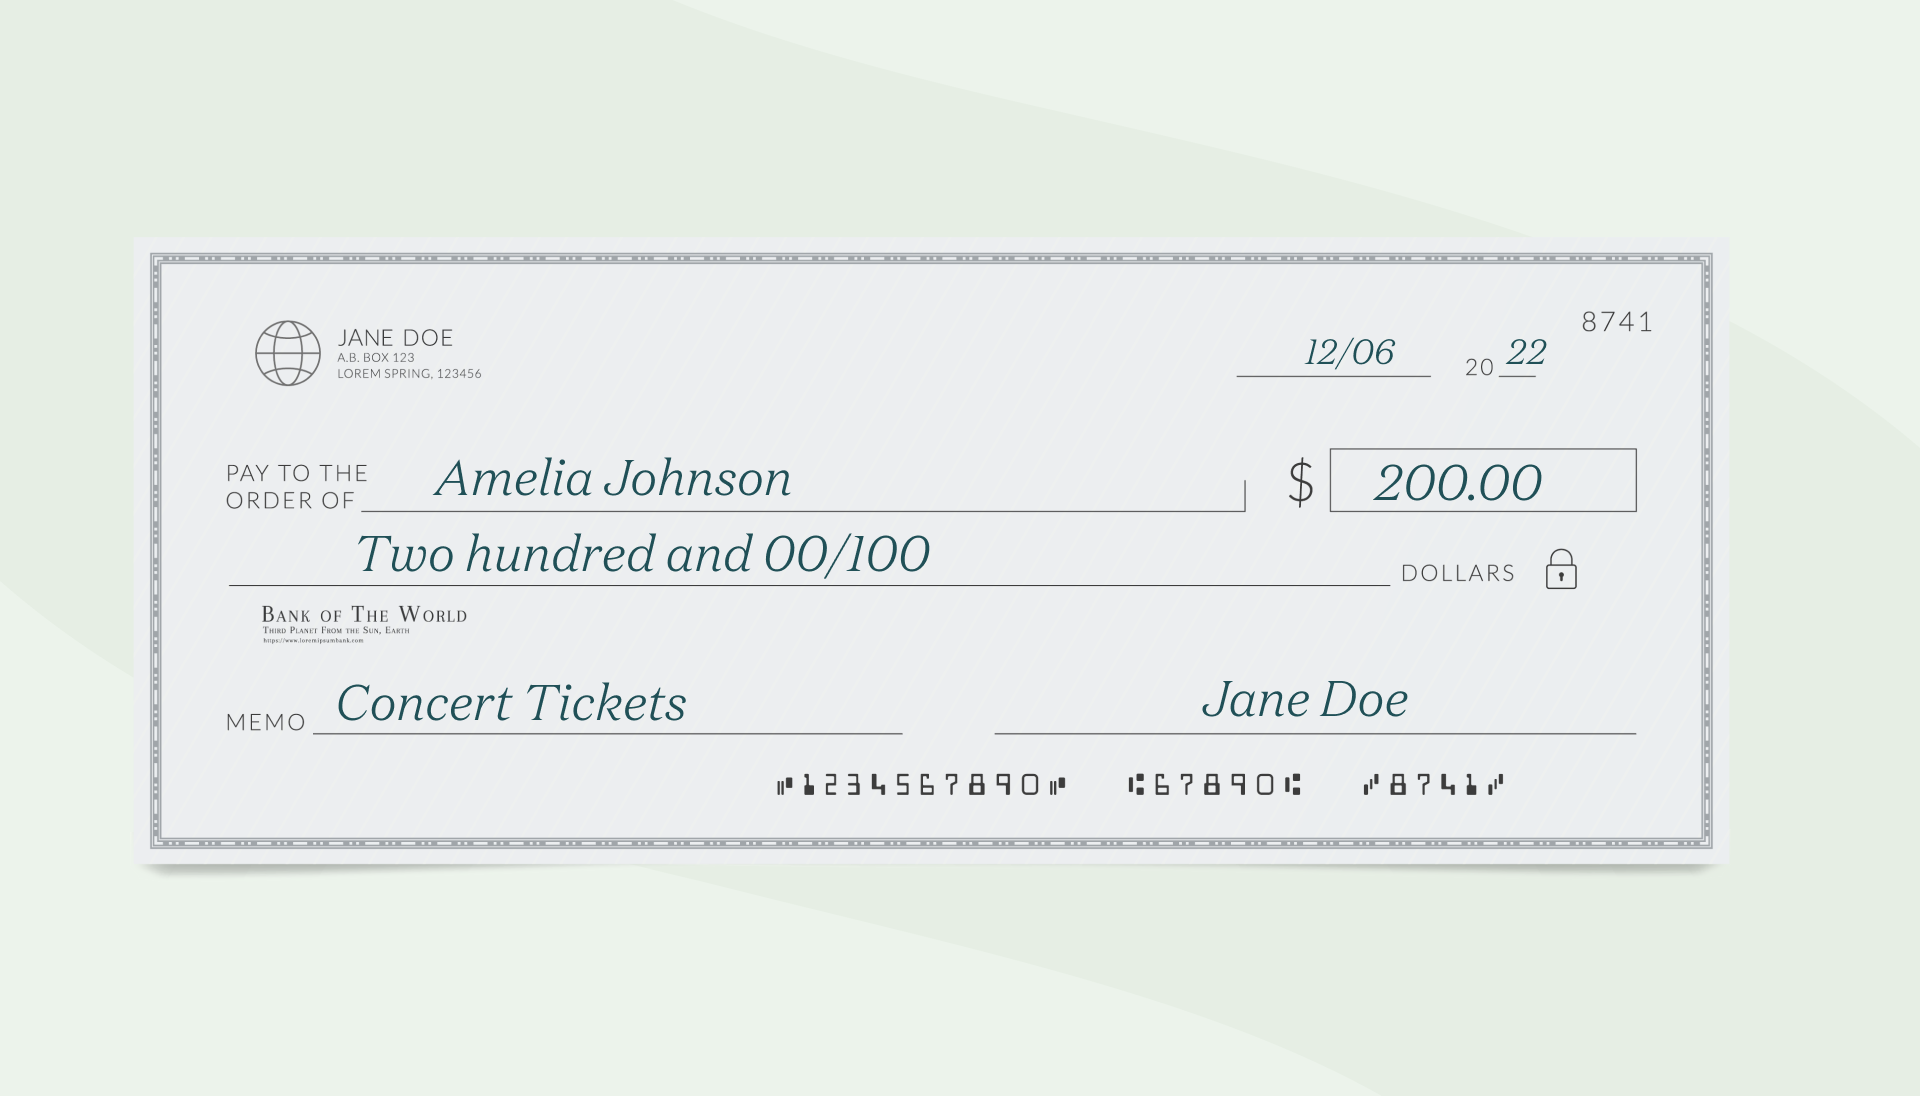 JANE DOE
A.B. BOX 123
LOREM SPRING, 123456
8741
12/06 20 22
PAY TO THE
ORDER OF Amelia Johnson $ 200.00
Two hundred and 00/100 DOLLARS
BANK OF THE WORLD
THIRD PLANET FROM THE SUN, EARTH
https://www.loremipsumbank.com
MEMO Concert Tickets Jane Doe
⑈1234567890⑈ ⑆67890⑆ ⑇8741⑇